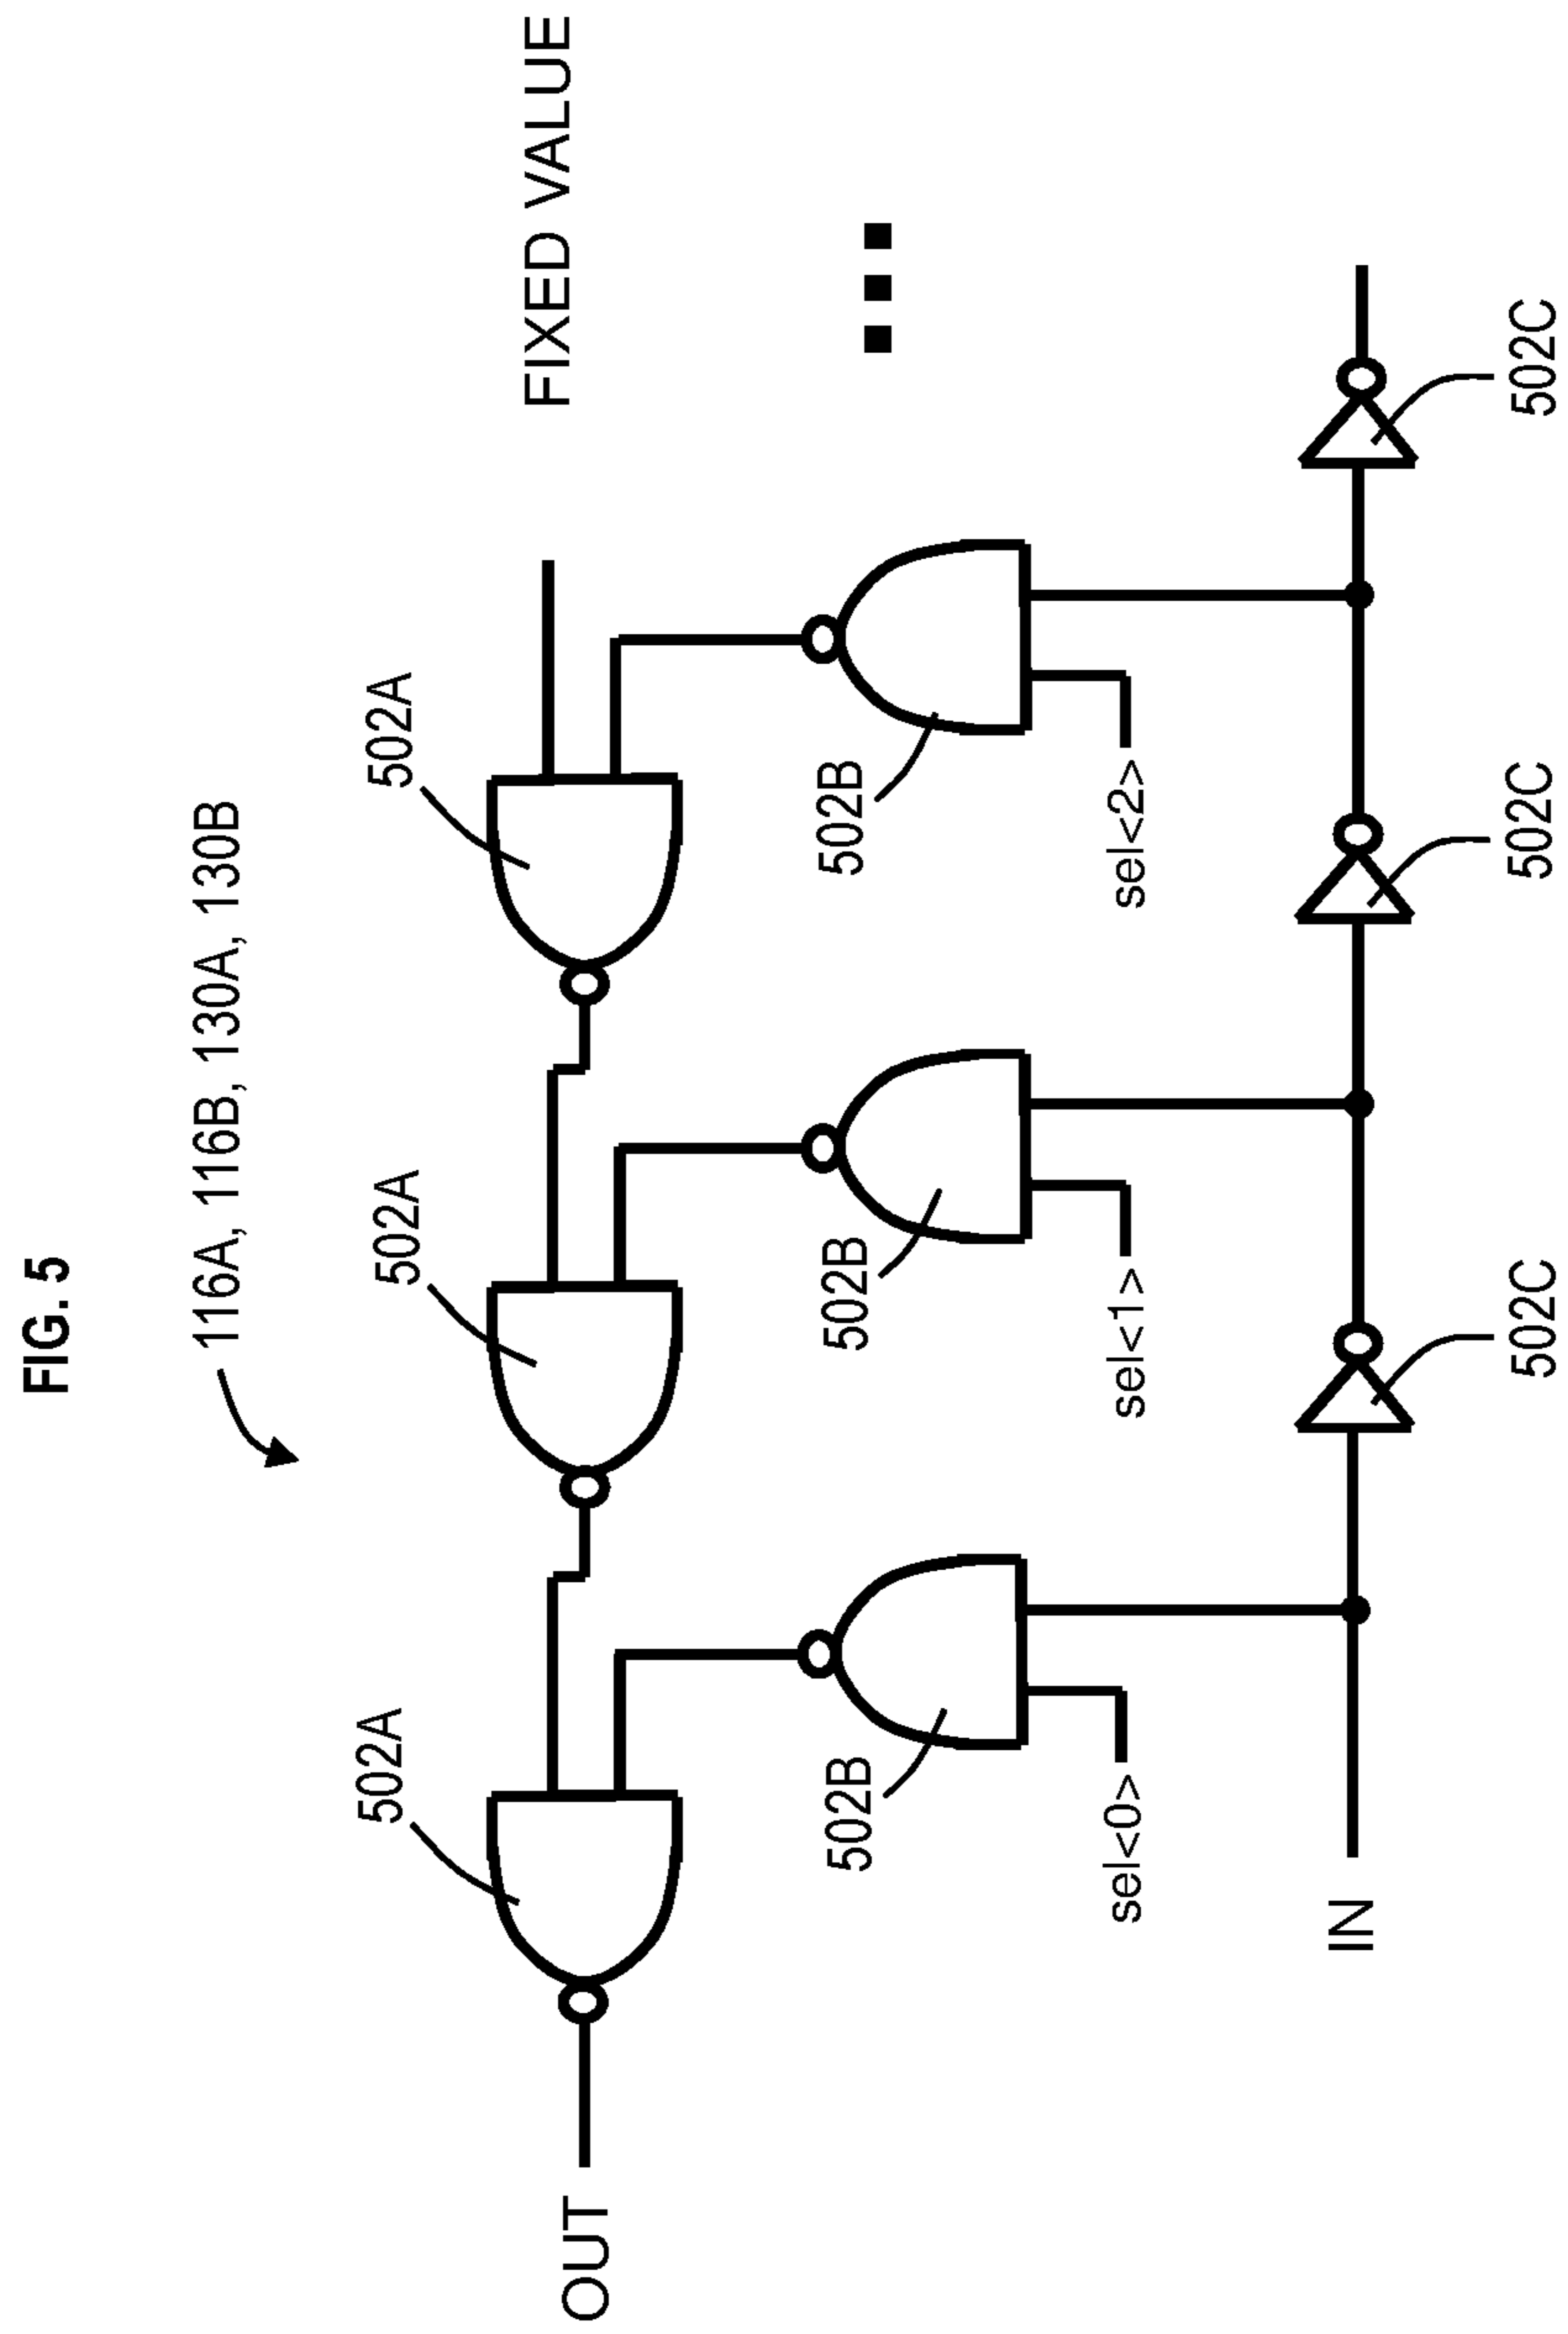 FIG. 5
116A, 116B, 130A, 130B
502A
502A
502A
FIXED VALUE
OUT
502B
502B
502B
sel<0>
sel<1>
sel<2>
IN
502C
502C
502C